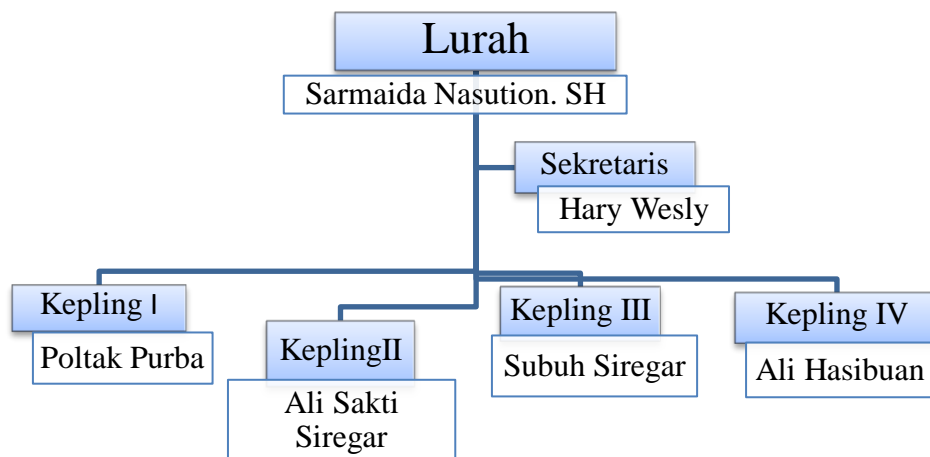 Lurah
Sarmaida Nasution. SH
Sekretaris
Hary Wesly
Kepling I
Poltak Purba
KeplingII
Ali Sakti
Siregar
Kepling III
Subuh Siregar
Kepling IV
Ali Hasibuan